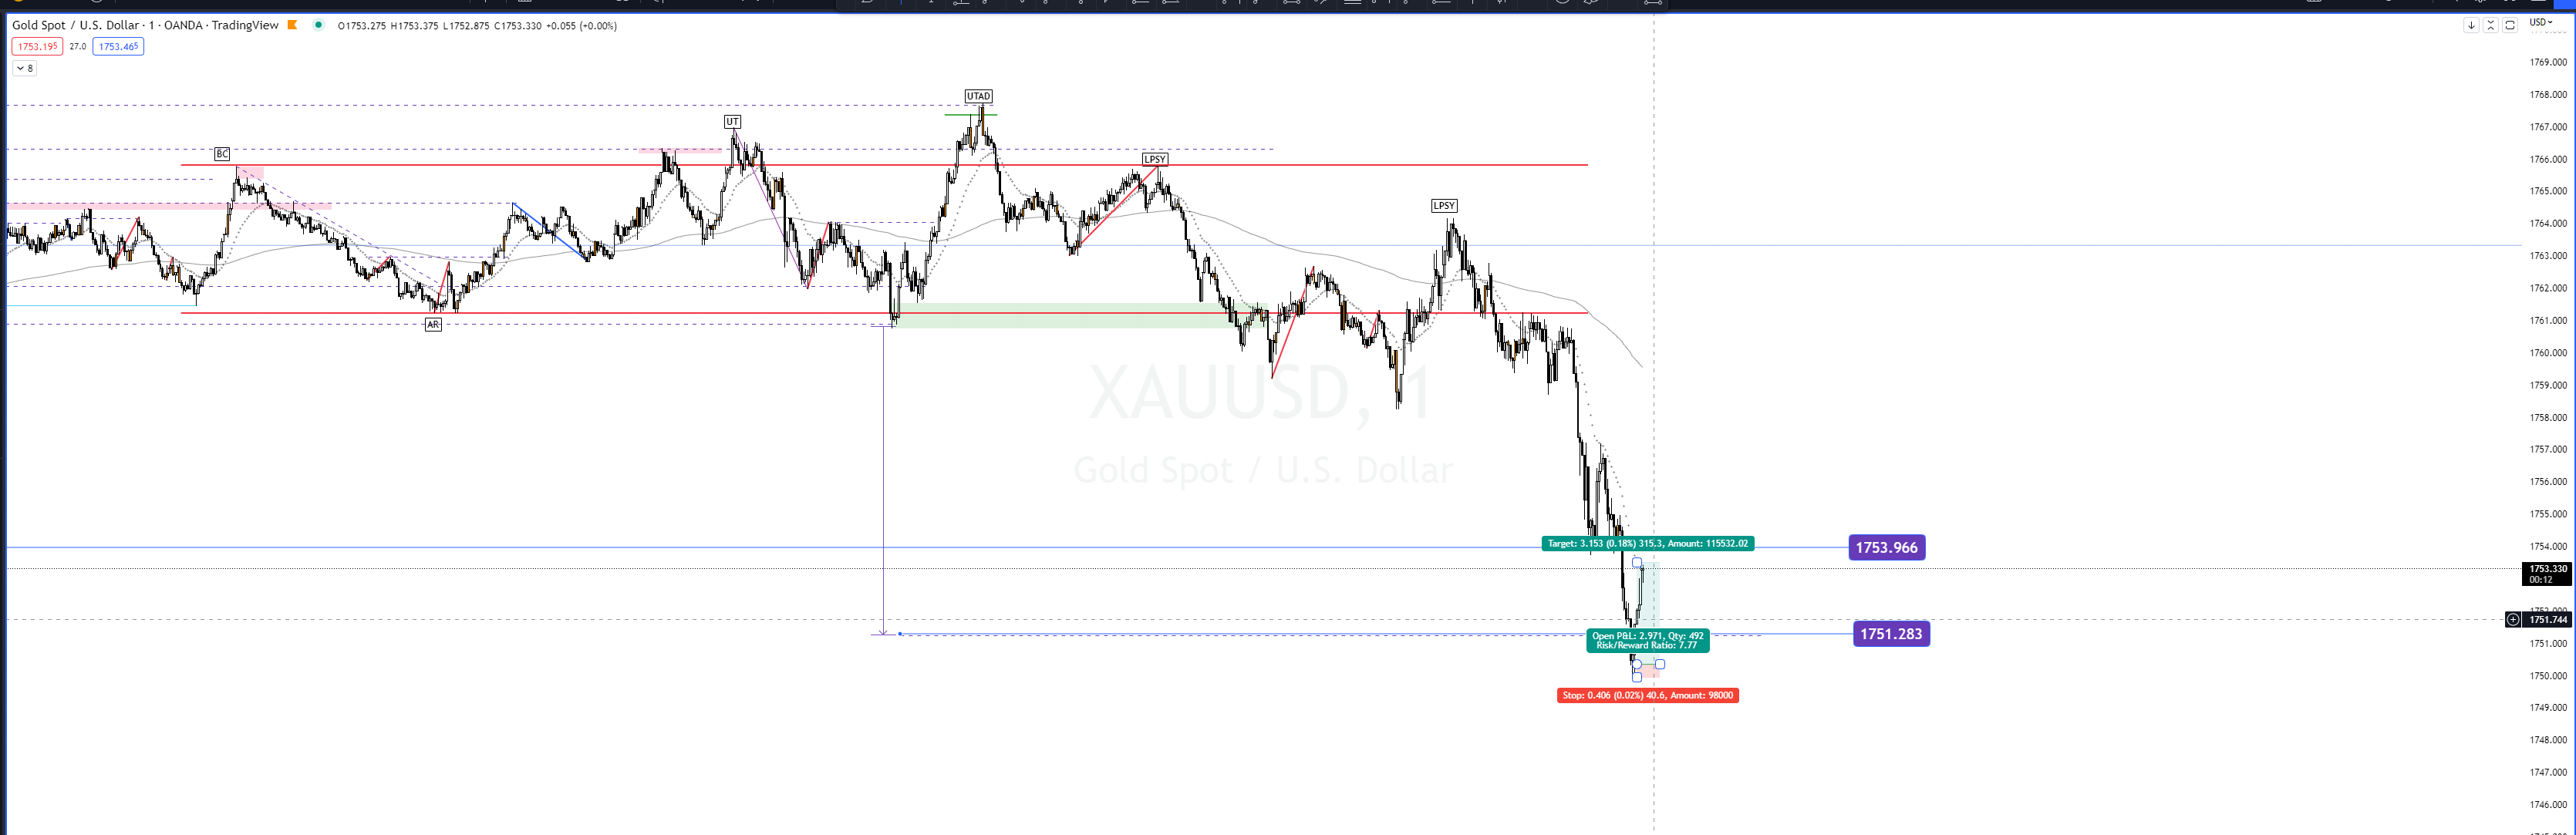 Gold Spot / U.S. Dollar · 1 · OANDA · TradingView O1753.275 H1753.375 L1752.875 C1753.330 +0.055 (+0.00%)
USD
1753.195 27.0 1753.465
8
1769.000
1768.000
1767.000
1766.000
1765.000
1764.000
1763.000
1762.000
1761.000
1760.000
1759.000
1758.000
1757.000
1756.000
1755.000
1754.000
1753.330
00:12
1752.000
1751.744
1751.000
1750.000
1749.000
1748.000
1747.000
1746.000
UTAD
UT
BC
LPSY
LPSY
AR
XAUUSD, 1
Gold Spot / U.S. Dollar
Target: 3.153 (0.18%) 315.3, Amount: 115532.02
1753.966
Open P&L: 2.971, Qty: 492
Risk/Reward Ratio: 7.77
1751.283
Stop: 0.406 (0.02%) 40.6, Amount: 98000